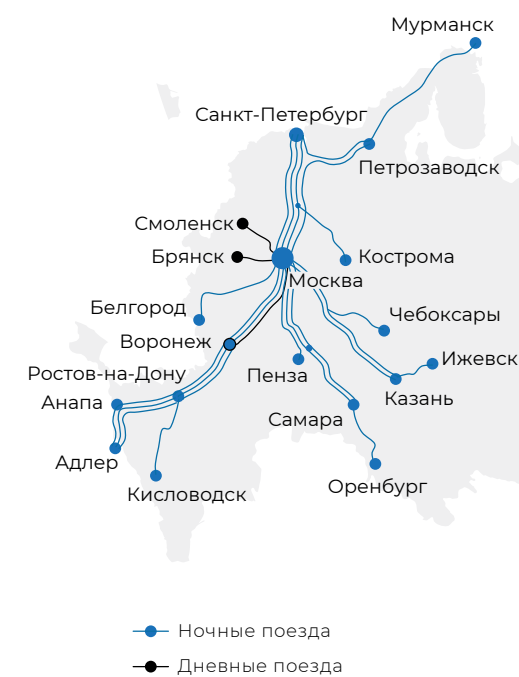 Мурманск
Санкт-Петербург
Петрозаводск
Смоленск
Брянск
Кострома
Москва
Белгород
Чебоксары
Воронеж
Ижевск
Ростов-на-Дону
Пенза
Казань
Анапа
Самара
Адлер
Кисловодск
Оренбург
Ночные поезда
Дневные поезда